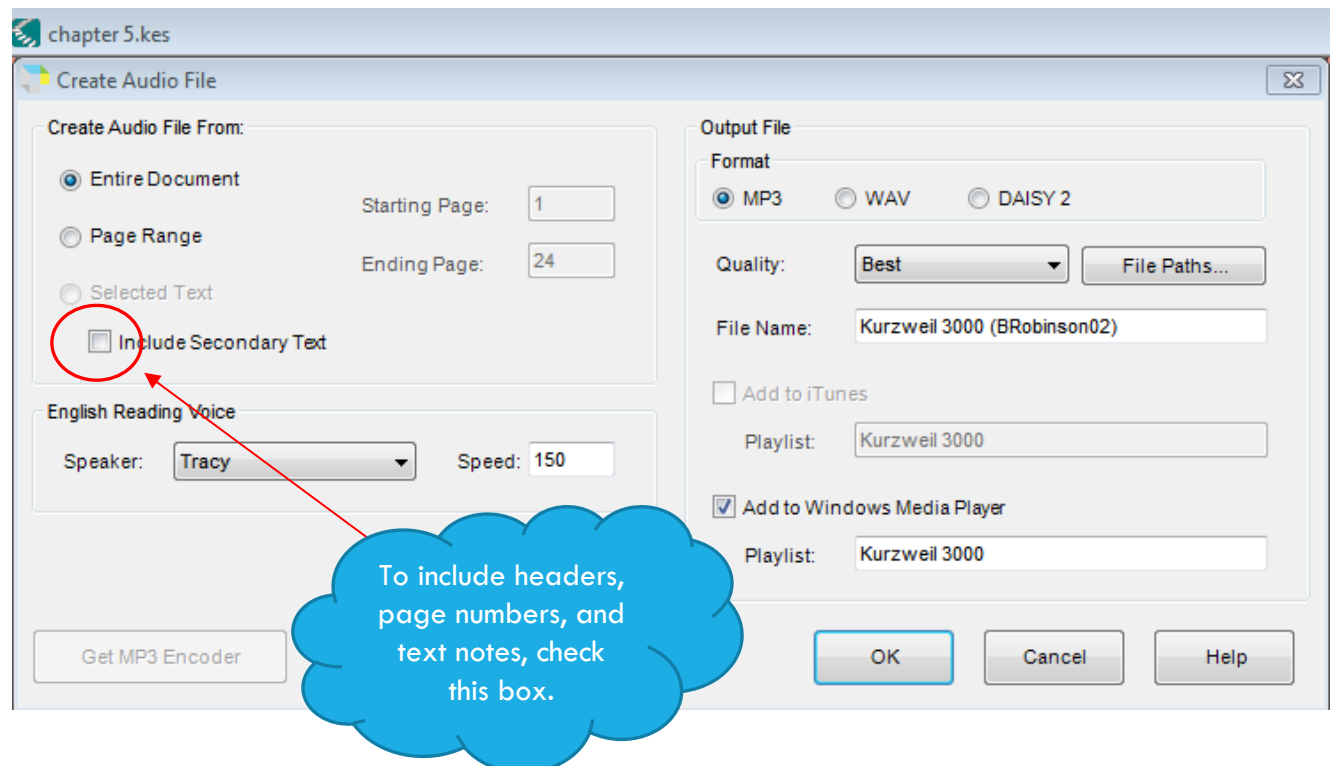 chapter 5.kes
Create Audio File
Create Audio File From:
Entire Document
Starting Page: 1
Page Range
Ending Page: 24
Selected Text
Include Secondary Text
English Reading Voice
Speaker: Tracy Speed: 150
Get MP3 Encoder
Output File
Format
MP3 WAV DAISY 2
Quality: Best File Paths...
File Name: Kurzweil 3000 (BRobinson02)
Add to iTunes
Playlist: Kurzweil 3000
Add to Windows Media Player
Playlist: Kurzweil 3000
OK Cancel Help
To include headers,
page numbers, and
text notes, check
this box.